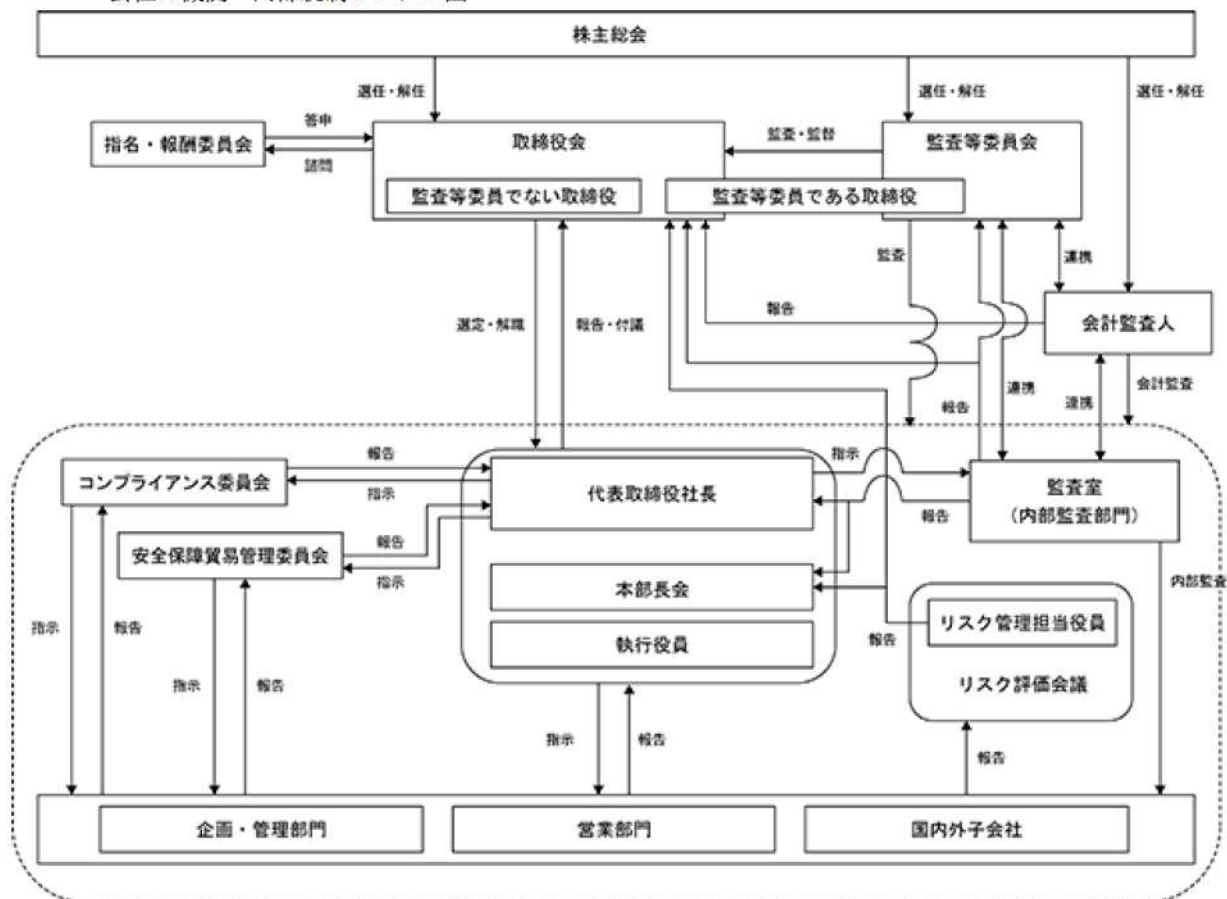 株主総会
選任・解任
選任・解任
選任・解任
答申
諮問
指名・報酬委員会
取締役会
監査・監督
監査等委員会
監査等委員でない取締役
監査等委員である取締役
監査
連携
選定・解職
報告・付議
報告
会計監査人
会計監査
連携
連携
報告
報告
指示
コンプライアンス委員会
代表取締役社長
指示
報告
監査室
(内部監査部門)
報告
指示
安全保障貿易管理委員会
本部長会
執行役員
内部監査
リスク管理担当役員
リスク評価会議
報告
指示
報告
指示
報告
指示
報告
報告
企画・管理部門
営業部門
国内外子会社